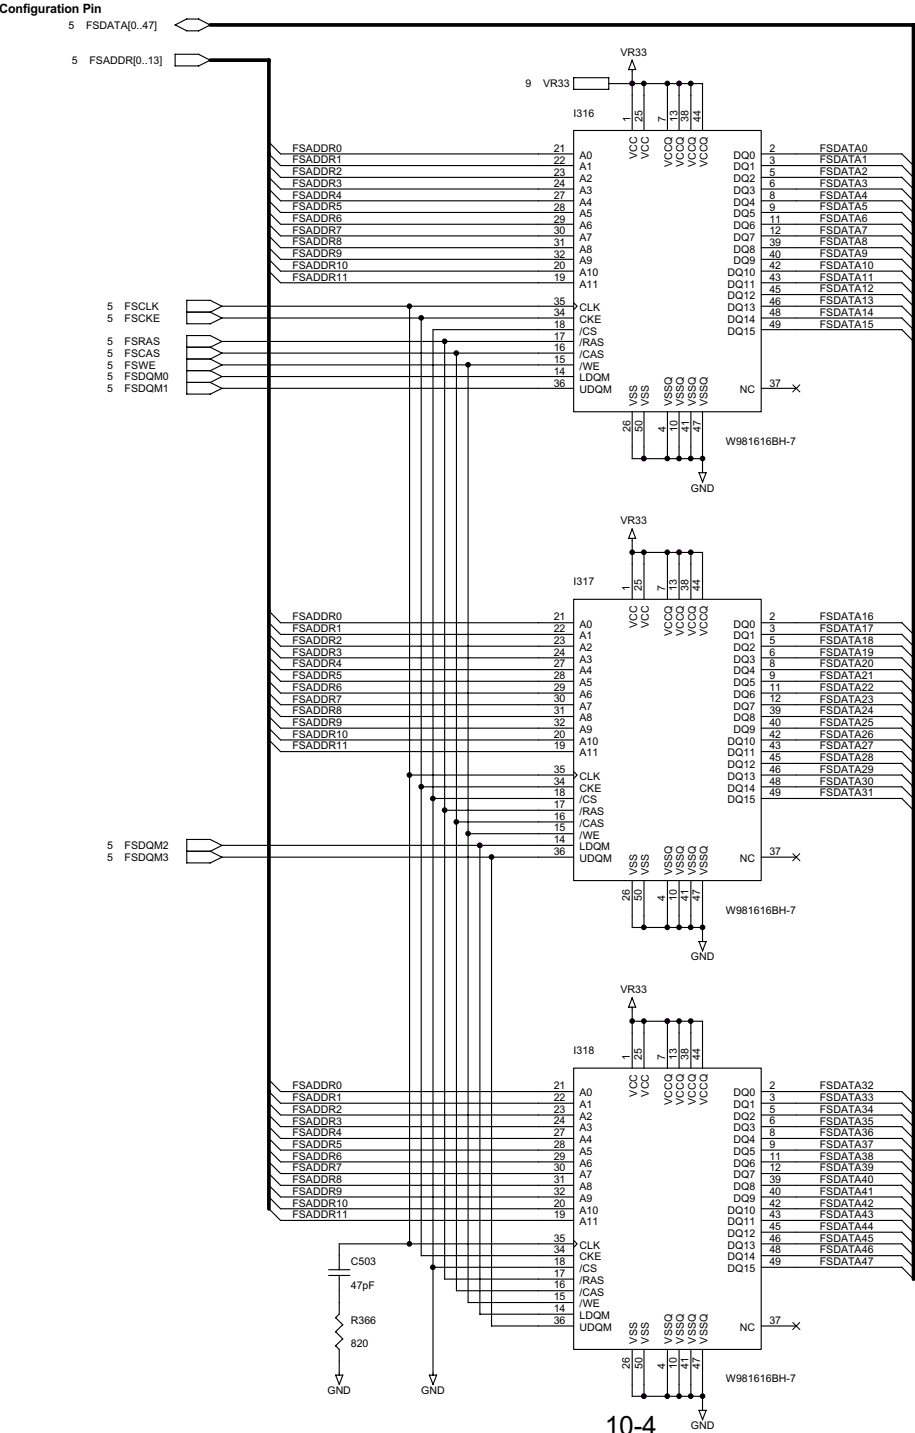 Configuration Pin
5 FSDATA[0..47]
5 FSADDR[0..13]
VR33
9 VR33
I316
1 25 7 13 38 44
VCC VCC VCCQ VCCQ VCCQ VCCQ
FSADDR0 21 A0 DQ0 2 FSDATA0
FSADDR1 22 A1 DQ1 3 FSDATA1
FSADDR2 23 A2 DQ2 5 FSDATA2
FSADDR3 24 A3 DQ3 6 FSDATA3
FSADDR4 27 A4 DQ4 8 FSDATA4
FSADDR5 28 A5 DQ5 9 FSDATA5
FSADDR6 29 A6 DQ6 11 FSDATA6
FSADDR7 30 A7 DQ7 12 FSDATA7
FSADDR8 31 A8 DQ8 39 FSDATA8
FSADDR9 32 A9 DQ9 40 FSDATA9
FSADDR10 20 A10 DQ10 42 FSDATA10
FSADDR11 19 A11 DQ11 43 FSDATA11
DQ12 45 FSDATA12
5 FSCLK 35 CLK DQ13 46 FSDATA13
5 FSCKE 34 CKE DQ14 48 FSDATA14
18 /CS DQ15 49 FSDATA15
5 FSRAS 17 /RAS
5 FSCAS 16 /CAS
5 FSWE 15 /WE
5 FSDQM0 14 LDQM
5 FSDQM1 36 UDQM NC 37
VSS VSS VSSQ VSSQ VSSQ VSSQ
26 50 4 10 41 47
W981616BH-7
GND
VR33
I317
1 25 7 13 38 44
VCC VCC VCCQ VCCQ VCCQ VCCQ
FSADDR0 21 A0 DQ0 2 FSDATA16
FSADDR1 22 A1 DQ1 3 FSDATA17
FSADDR2 23 A2 DQ2 5 FSDATA18
FSADDR3 24 A3 DQ3 6 FSDATA19
FSADDR4 27 A4 DQ4 8 FSDATA20
FSADDR5 28 A5 DQ5 9 FSDATA21
FSADDR6 29 A6 DQ6 11 FSDATA22
FSADDR7 30 A7 DQ7 12 FSDATA23
FSADDR8 31 A8 DQ8 39 FSDATA24
FSADDR9 32 A9 DQ9 40 FSDATA25
FSADDR10 20 A10 DQ10 42 FSDATA26
FSADDR11 19 A11 DQ11 43 FSDATA27
DQ12 45 FSDATA28
35 CLK DQ13 46 FSDATA29
34 CKE DQ14 48 FSDATA30
18 /CS DQ15 49 FSDATA31
17 /RAS
16 /CAS
15 /WE
5 FSDQM2 14 LDQM
5 FSDQM3 36 UDQM NC 37
VSS VSS VSSQ VSSQ VSSQ VSSQ
26 50 4 10 41 47
W981616BH-7
GND
VR33
I318
1 25 7 13 38 44
VCC VCC VCCQ VCCQ VCCQ VCCQ
FSADDR0 21 A0 DQ0 2 FSDATA32
FSADDR1 22 A1 DQ1 3 FSDATA33
FSADDR2 23 A2 DQ2 5 FSDATA34
FSADDR3 24 A3 DQ3 6 FSDATA35
FSADDR4 27 A4 DQ4 8 FSDATA36
FSADDR5 28 A5 DQ5 9 FSDATA37
FSADDR6 29 A6 DQ6 11 FSDATA38
FSADDR7 30 A7 DQ7 12 FSDATA39
FSADDR8 31 A8 DQ8 39 FSDATA40
FSADDR9 32 A9 DQ9 40 FSDATA41
FSADDR10 20 A10 DQ10 42 FSDATA42
FSADDR11 19 A11 DQ11 43 FSDATA43
DQ12 45 FSDATA44
35 CLK DQ13 46 FSDATA45
34 CKE DQ14 48 FSDATA46
18 /CS DQ15 49 FSDATA47
17 /RAS
16 /CAS
15 /WE
14 LDQM
36 UDQM NC 37
C503
47pF
R366
820
VSS VSS VSSQ VSSQ VSSQ VSSQ
26 50 4 10 41 47
W981616BH-7
GND
GND
GND
10-4